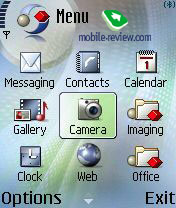 Menu
mobile-review.com
Messaging Contacts Calendar
Gallery Camera Imaging
Clock Web Office
Options Exit